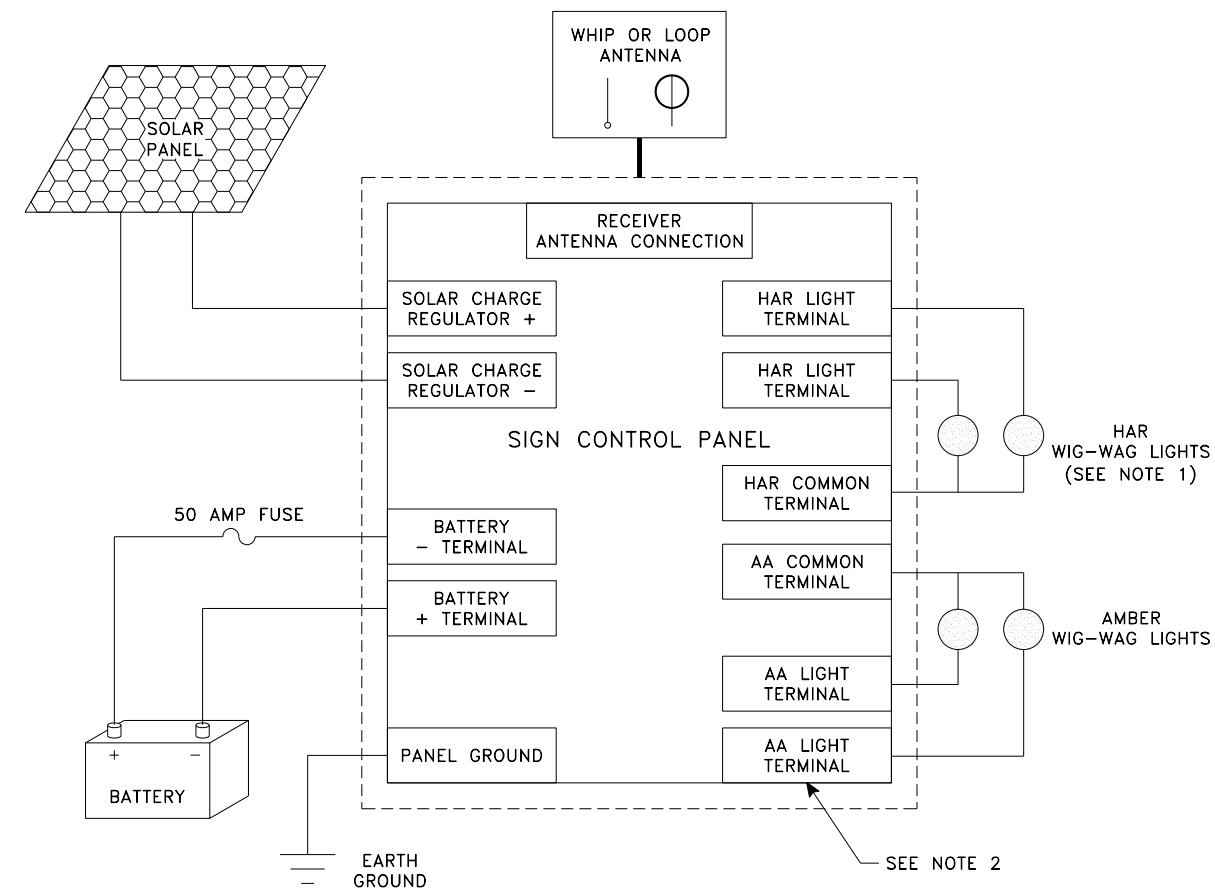 WHIP OR LOOP
ANTENNA
SOLAR
PANEL
RECEIVER
ANTENNA CONNECTION
SOLAR CHARGE
REGULATOR +
SOLAR CHARGE
REGULATOR −
HAR LIGHT
TERMINAL
HAR LIGHT
TERMINAL
SIGN CONTROL PANEL
HAR
WIG-WAG LIGHTS
(SEE NOTE 1)
HAR COMMON
TERMINAL
50 AMP FUSE
BATTERY
− TERMINAL
BATTERY
+ TERMINAL
AA COMMON
TERMINAL
AMBER
WIG-WAG LIGHTS
AA LIGHT
TERMINAL
AA LIGHT
TERMINAL
PANEL GROUND
+ −
BATTERY
EARTH
GROUND
SEE NOTE 2